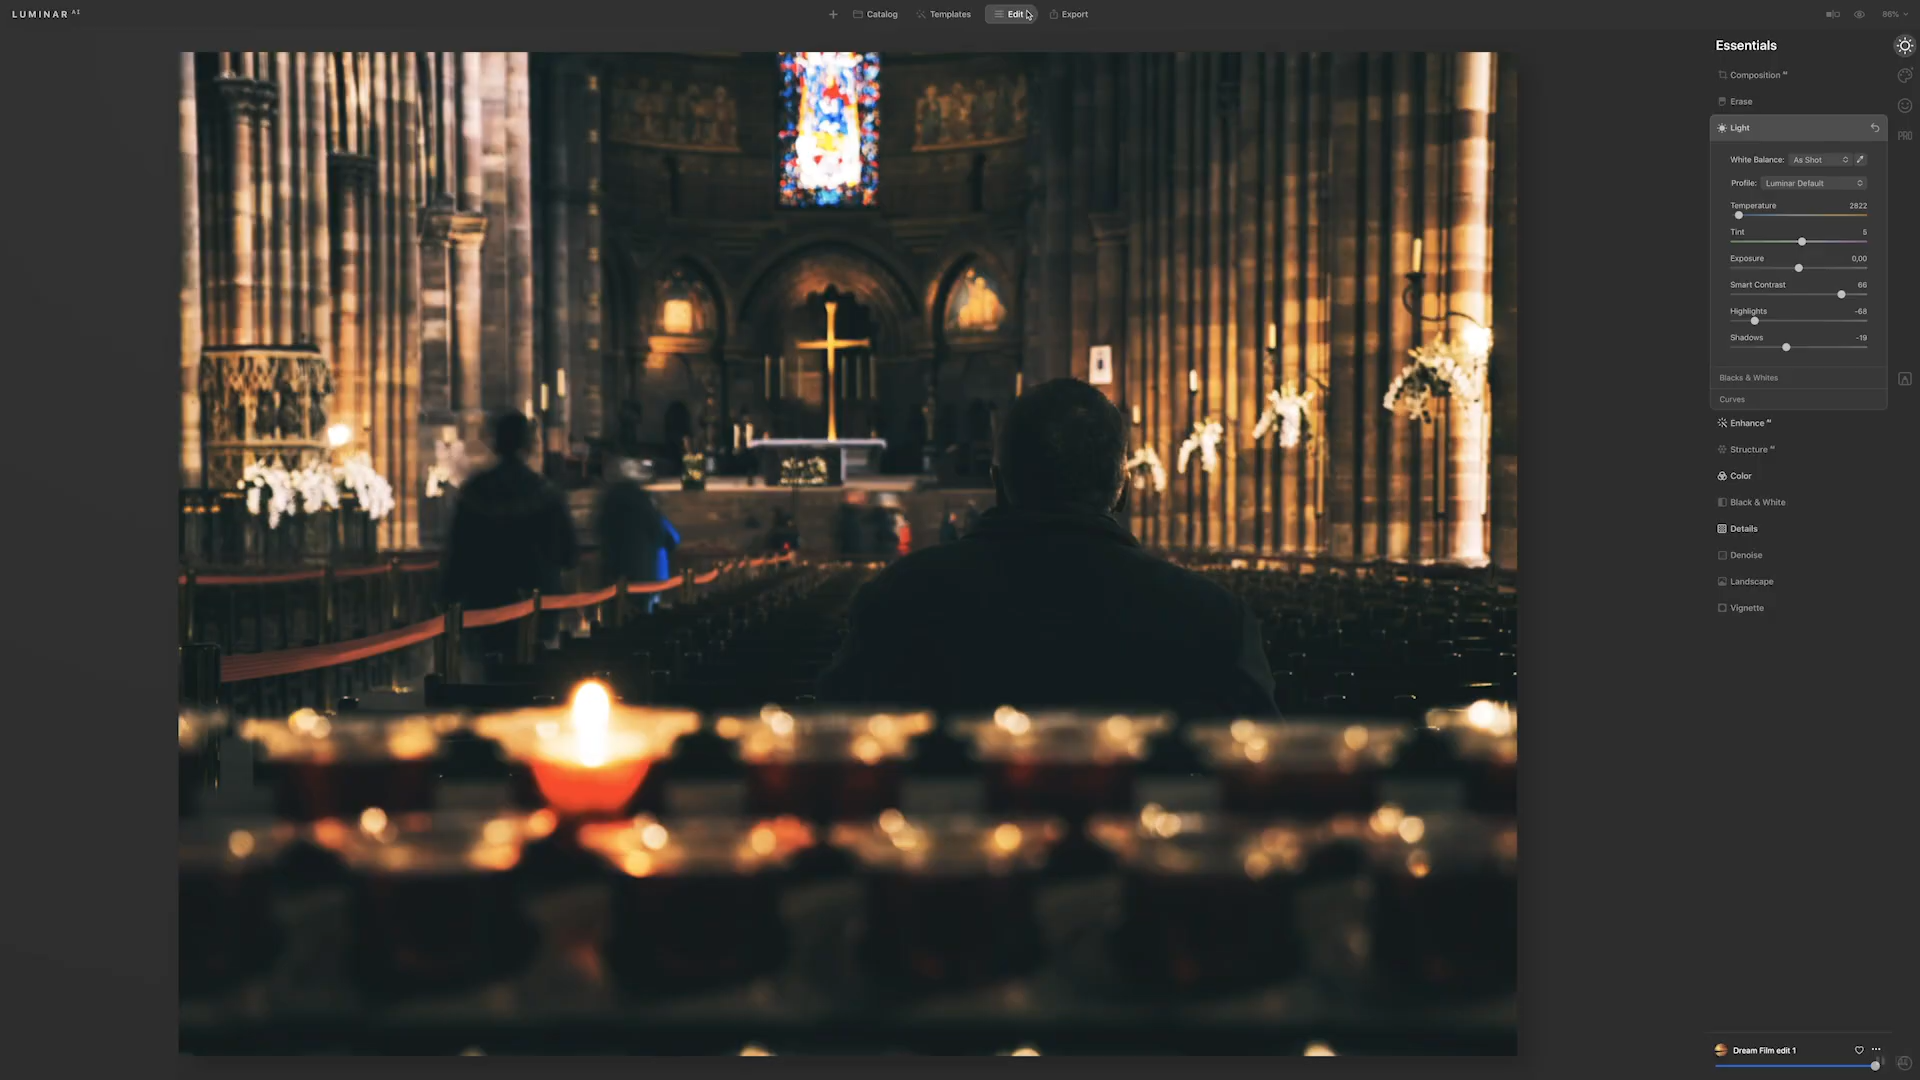 LUMINAR AI
Catalog
Templates
Edit
Export
86%
Essentials
Composition AI
Erase
Light
White Balance: As Shot
Profile: Luminar Default
Temperature 2822
Tint 5
Exposure 0,00
Smart Contrast 66
Highlights -68
Shadows -19
Blacks & Whites
Curves
Enhance AI
Structure AI
Color
Black & White
Details
Denoise
Landscape
Vignette
PRO
Dream Film edit 1